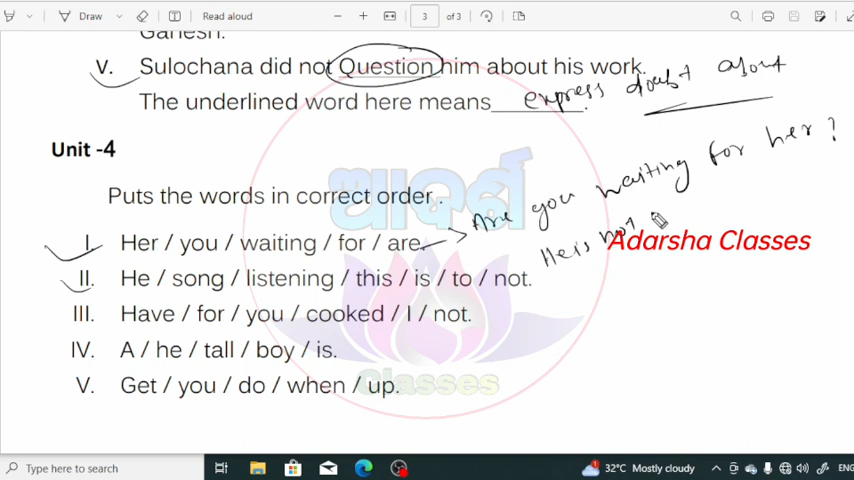 Draw
Read aloud
3 of 3
Ganesh.
V. Sulochana did not Question him about his work.
The underlined word here means express doubt about
Unit -4
Puts the words in correct order .
ଆଦର୍ଶ
I. Her / you / waiting / for / are. Are you waiting for her ?
II. He / song / listening / this / is / to / not. He is not
Adarsha Classes
III. Have / for / you / cooked / I / not.
IV. A / he / tall / boy / is.
V. Get / you / do / when / up.
Classes
Type here to search
32°C Mostly cloudy
ENG